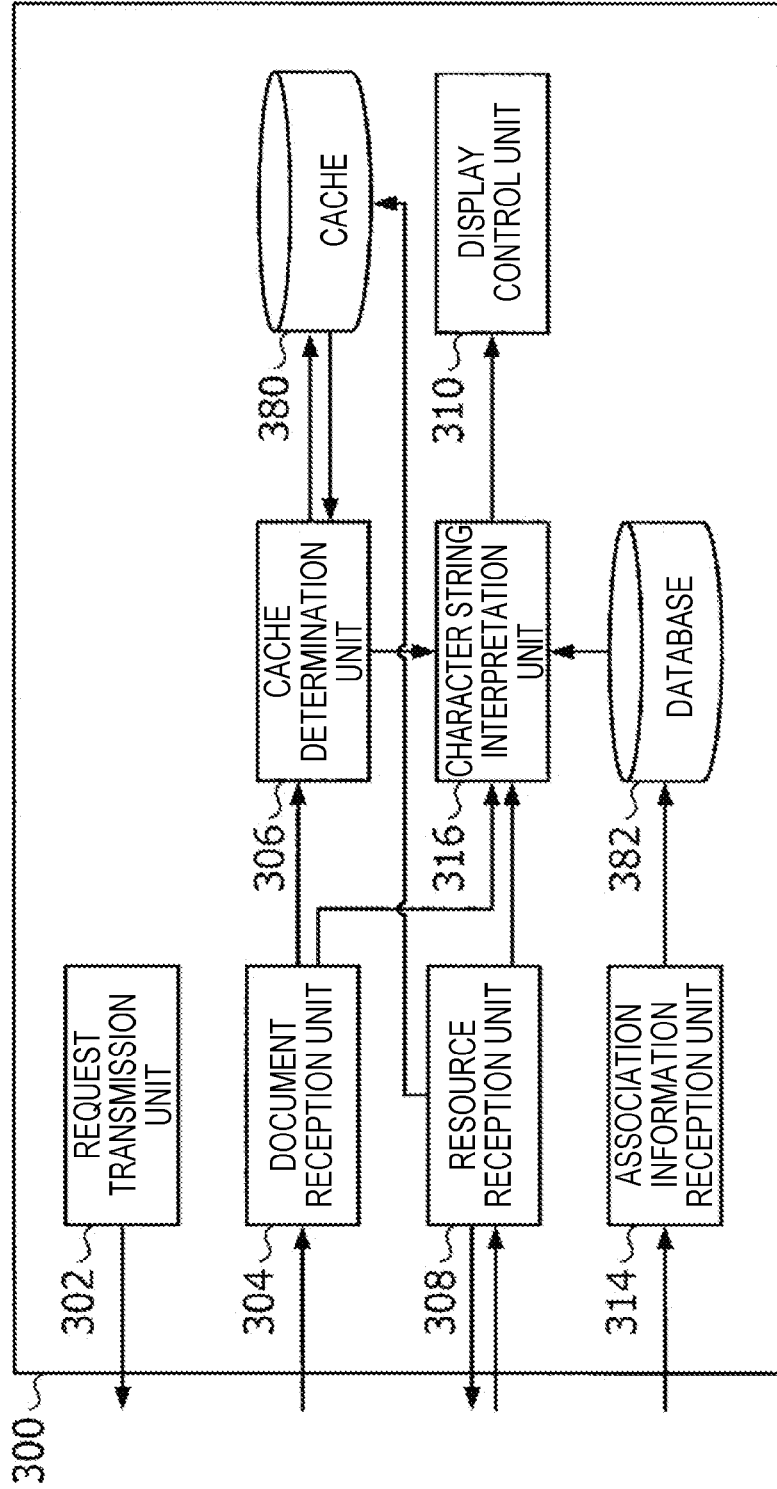 300
302
REQUEST
TRANSMISSION
UNIT
304
DOCUMENT
RECEPTION UNIT
306
CACHE
DETERMINATION
UNIT
380
CACHE
308
RESOURCE
RECEPTION UNIT
316
CHARACTER STRING
INTERPRETATION
UNIT
310
DISPLAY
CONTROL UNIT
314
ASSOCIATION
INFORMATION
RECEPTION UNIT
382
DATABASE